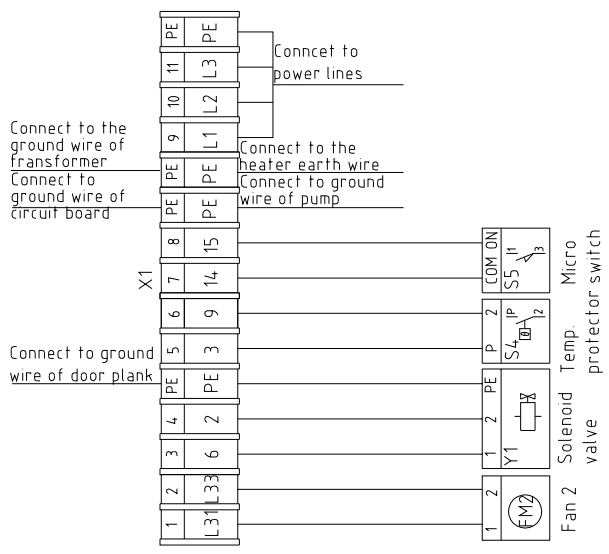 PE PE
11 L3
10 L2
9 L1
PE PE
PE PE
8 15
7 14
6 9
5 3
PE PE
4 2
3 6
2 L33
1 L31
X1
Conncet to
power lines
Connect to the
ground wire of
fransformer
Connect to
ground wire of
circuit board
Connect to the
heater earth wire
Connect to ground
wire of pump
Connect to ground
wire of door plank
COM ON
S5
1 3
Micro
protector switch
P 2
S4
P 2
θ
Temp.
1 2 PE
Y1
Solenoid
valve
1 2
FM2
Fan 2